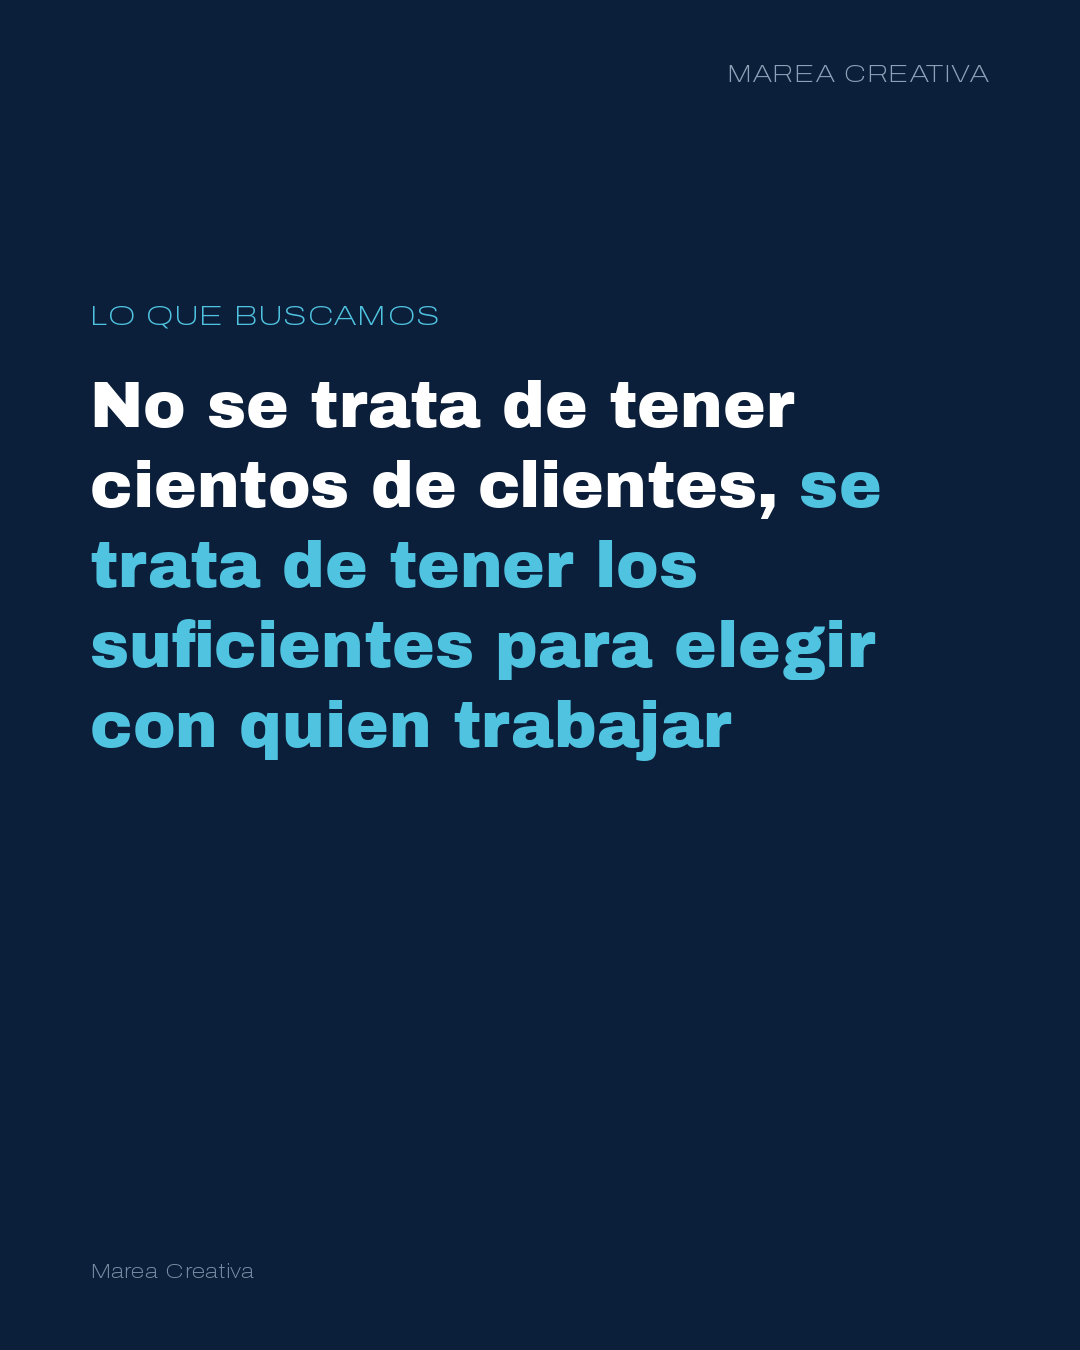 MAREA CREATIVA
LO QUE BUSCAMOS
No se trata de tener
cientos de clientes, se
trata de tener los
suficientes para elegir
con quien trabajar
Marea Creativa